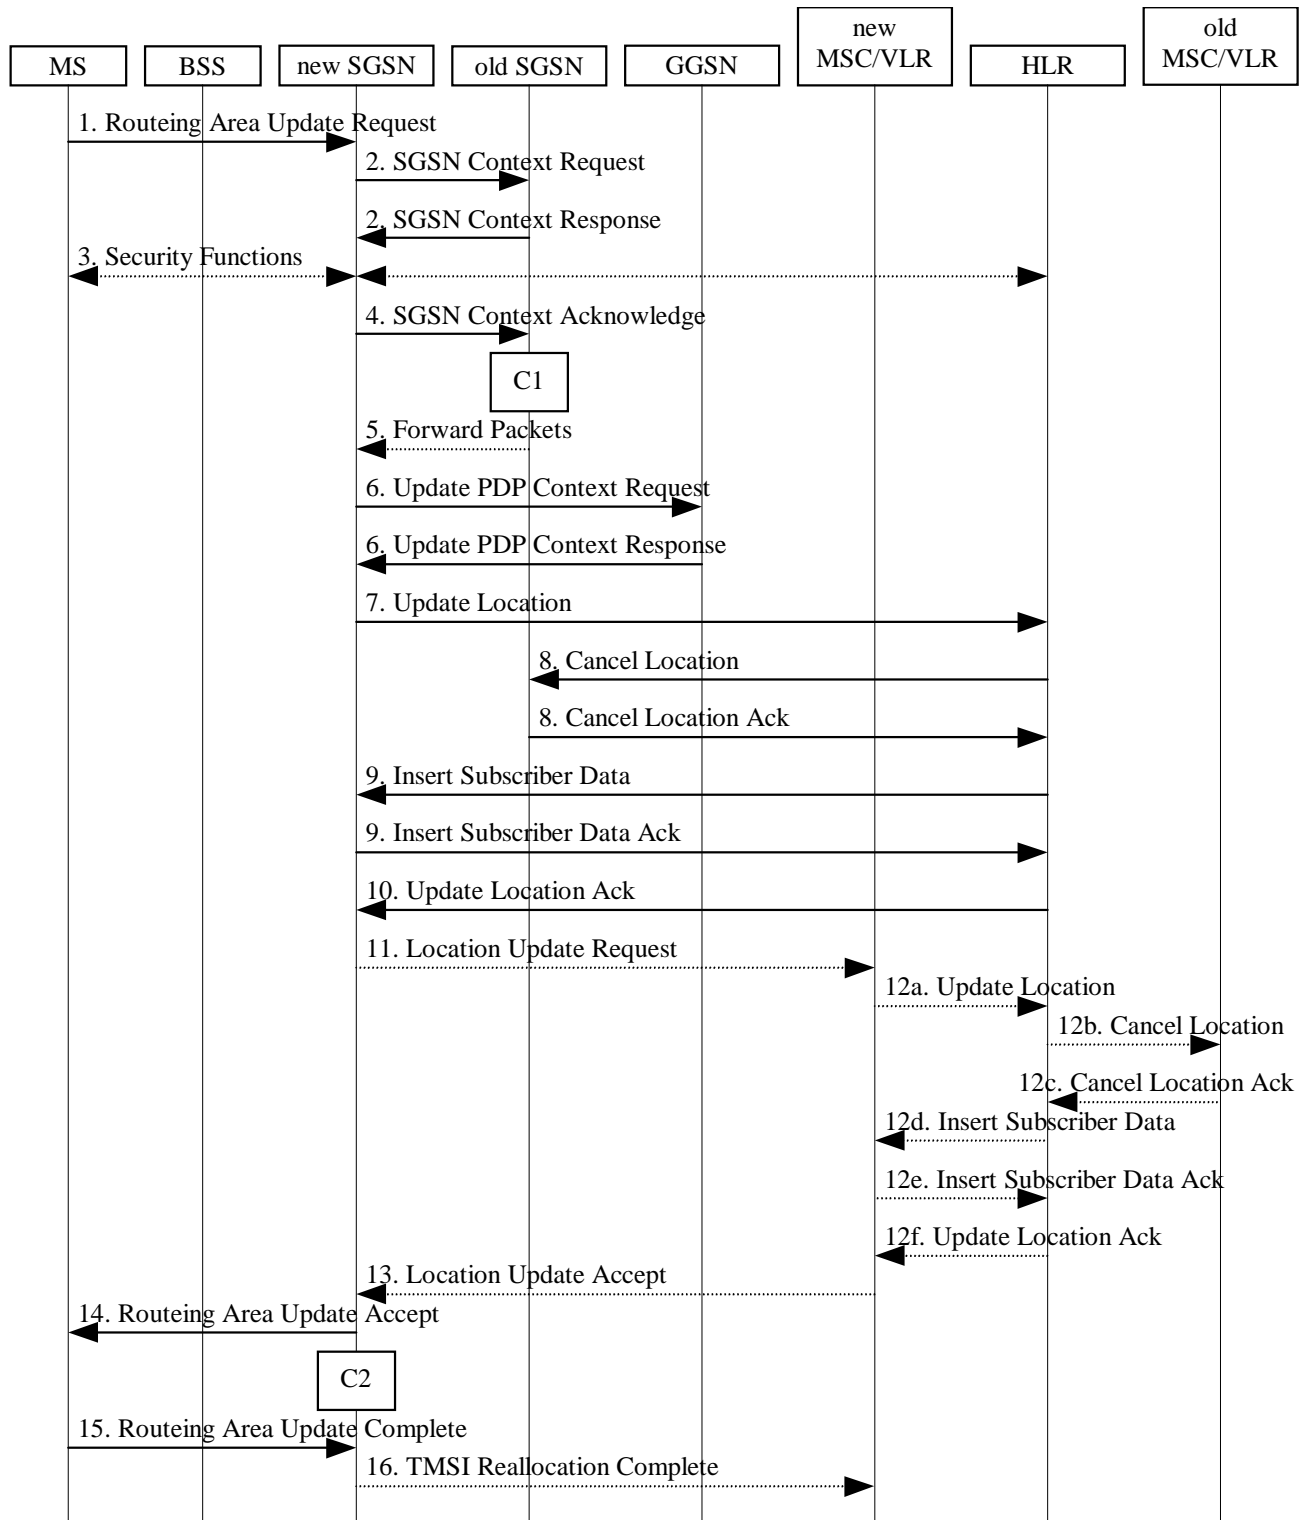 new
MSC/VLR
old
MSC/VLR
MS
BSS
new SGSN
old SGSN
GGSN
HLR
1. Routeing Area Update Request
2. SGSN Context Request
2. SGSN Context Response
3. Security Functions
4. SGSN Context Acknowledge
C1
5. Forward Packets
6. Update PDP Context Request
6. Update PDP Context Response
7. Update Location
8. Cancel Location
8. Cancel Location Ack
9. Insert Subscriber Data
9. Insert Subscriber Data Ack
10. Update Location Ack
11. Location Update Request
12a. Update Location
12b. Cancel Location
12c. Cancel Location Ack
12d. Insert Subscriber Data
12e. Insert Subscriber Data Ack
12f. Update Location Ack
13. Location Update Accept
14. Routeing Area Update Accept
C2
15. Routeing Area Update Complete
16. TMSI Reallocation Complete